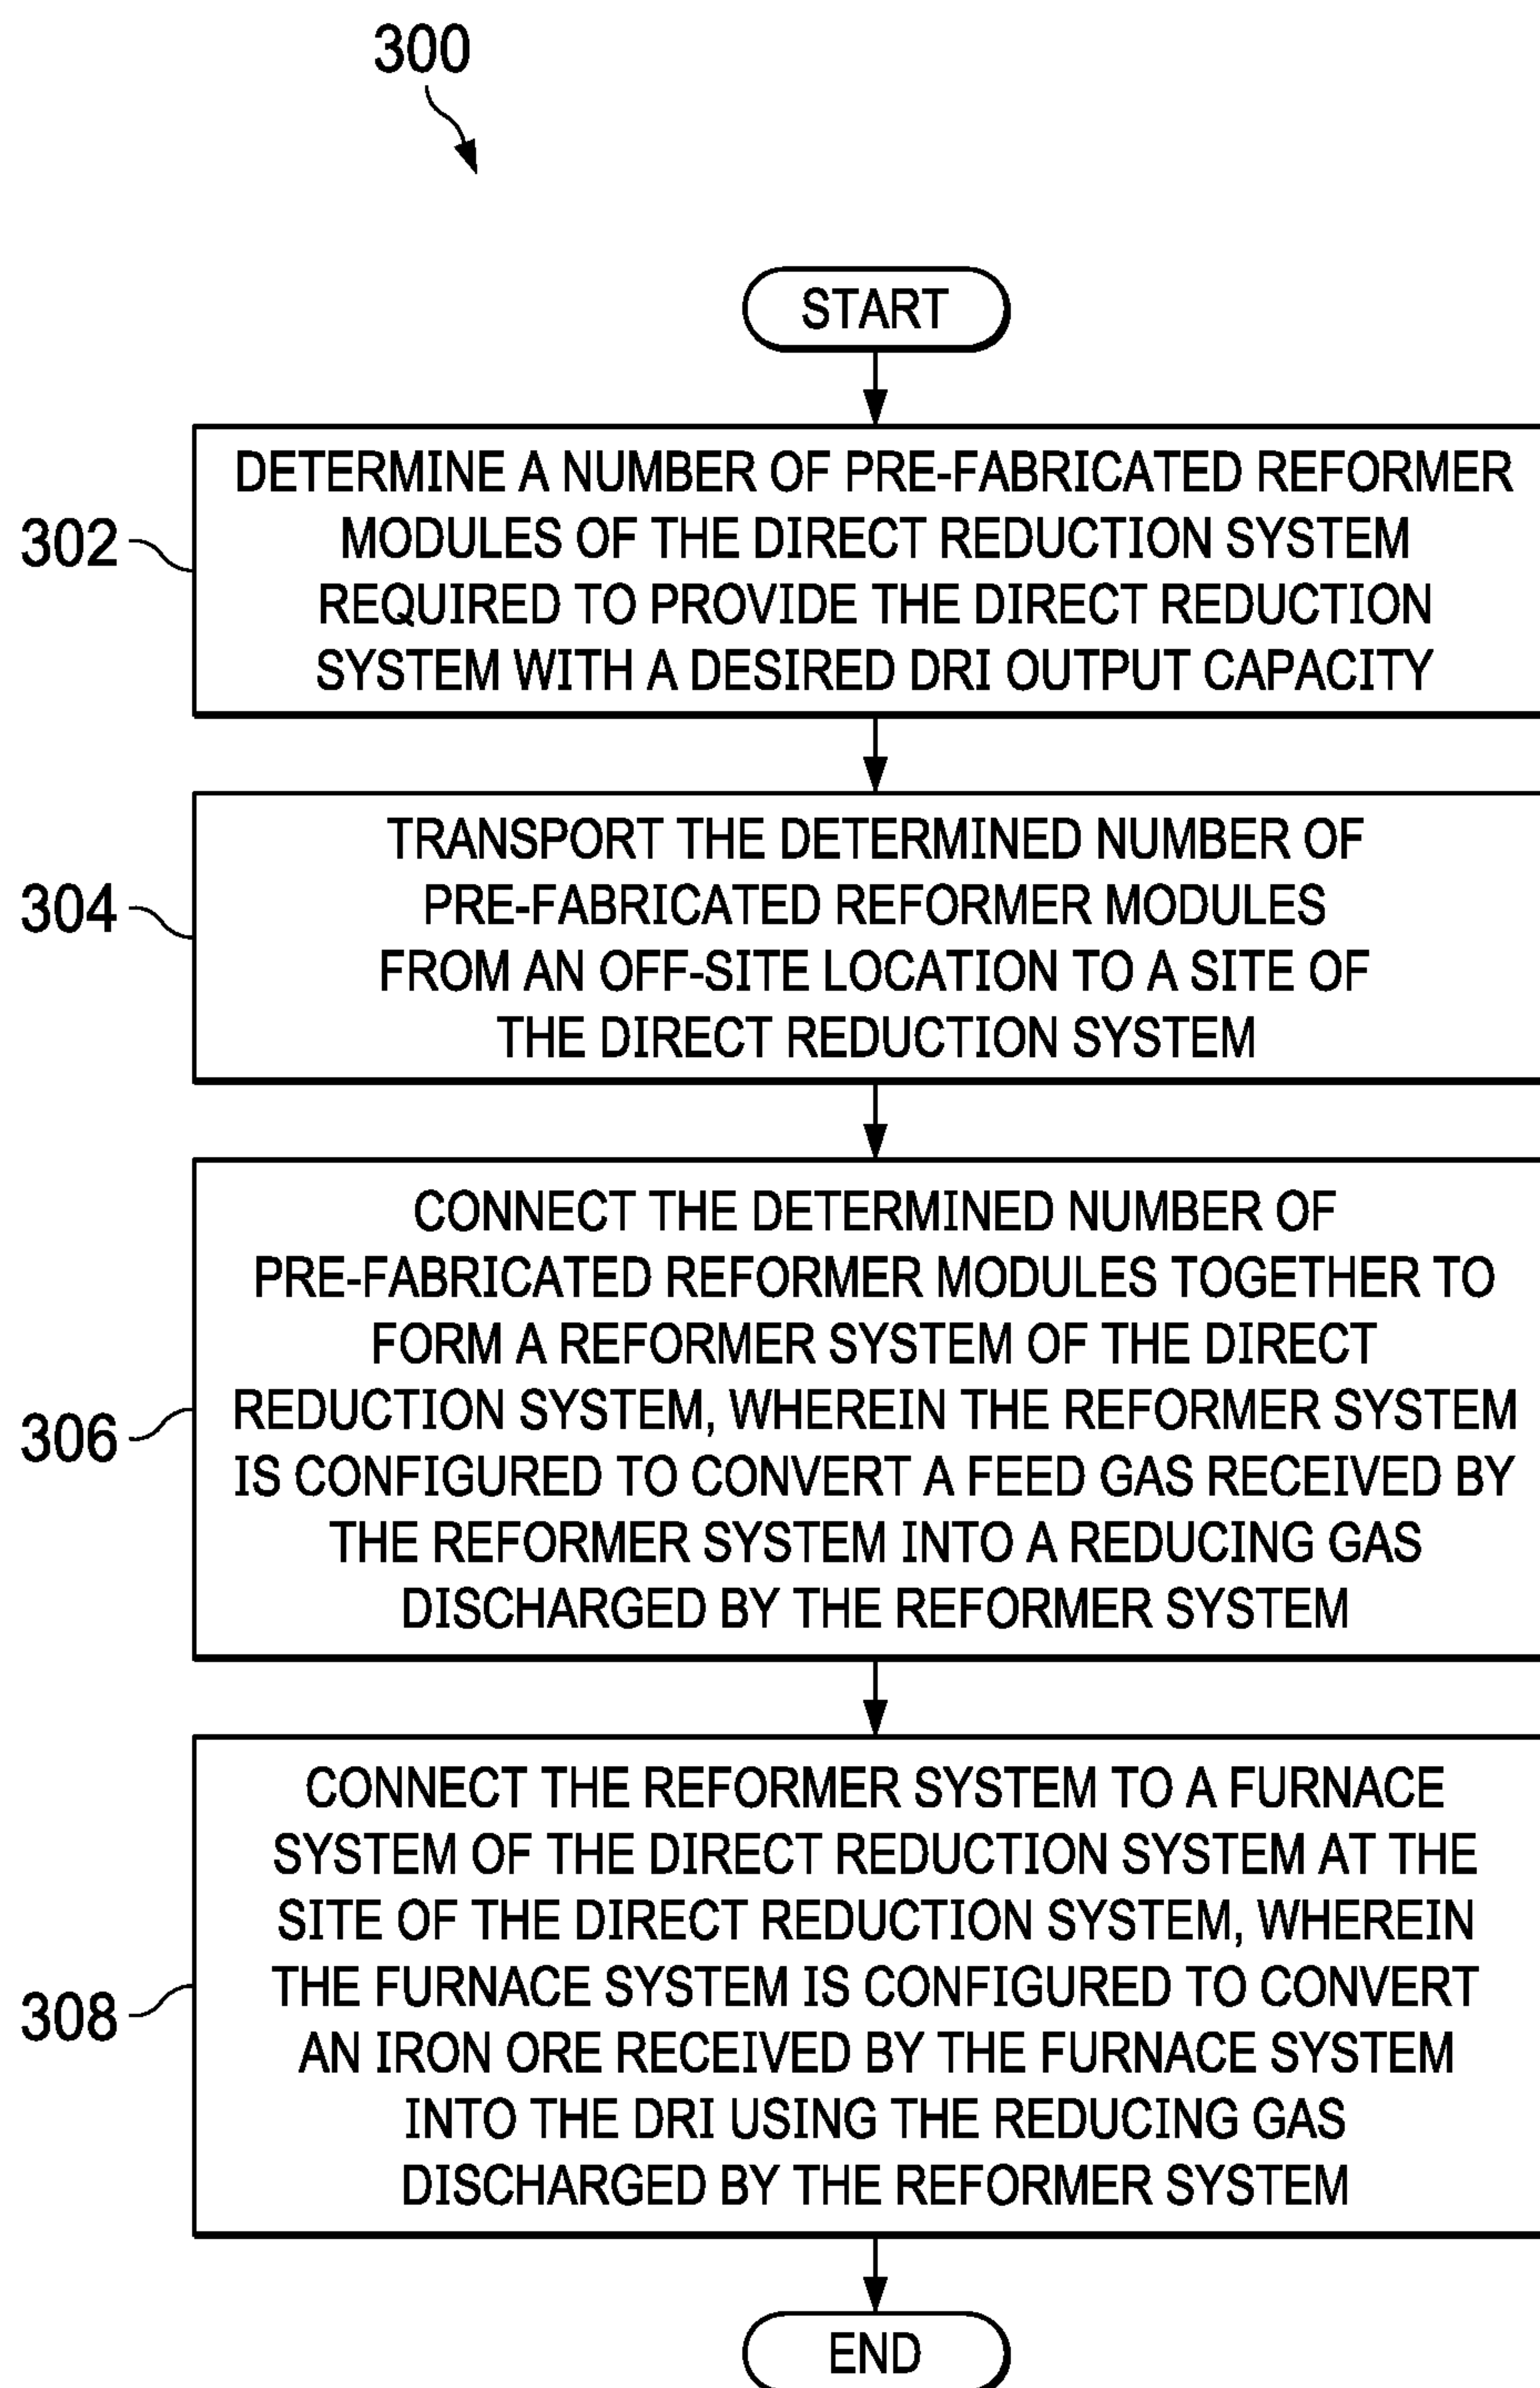 300
START
302
DETERMINE A NUMBER OF PRE-FABRICATED REFORMER
MODULES OF THE DIRECT REDUCTION SYSTEM
REQUIRED TO PROVIDE THE DIRECT REDUCTION
SYSTEM WITH A DESIRED DRI OUTPUT CAPACITY
304
TRANSPORT THE DETERMINED NUMBER OF
PRE-FABRICATED REFORMER MODULES
FROM AN OFF-SITE LOCATION TO A SITE OF
THE DIRECT REDUCTION SYSTEM
306
CONNECT THE DETERMINED NUMBER OF
PRE-FABRICATED REFORMER MODULES TOGETHER TO
FORM A REFORMER SYSTEM OF THE DIRECT
REDUCTION SYSTEM, WHEREIN THE REFORMER SYSTEM
IS CONFIGURED TO CONVERT A FEED GAS RECEIVED BY
THE REFORMER SYSTEM INTO A REDUCING GAS
DISCHARGED BY THE REFORMER SYSTEM
308
CONNECT THE REFORMER SYSTEM TO A FURNACE
SYSTEM OF THE DIRECT REDUCTION SYSTEM AT THE
SITE OF THE DIRECT REDUCTION SYSTEM, WHEREIN
THE FURNACE SYSTEM IS CONFIGURED TO CONVERT
AN IRON ORE RECEIVED BY THE FURNACE SYSTEM
INTO THE DRI USING THE REDUCING GAS
DISCHARGED BY THE REFORMER SYSTEM
END